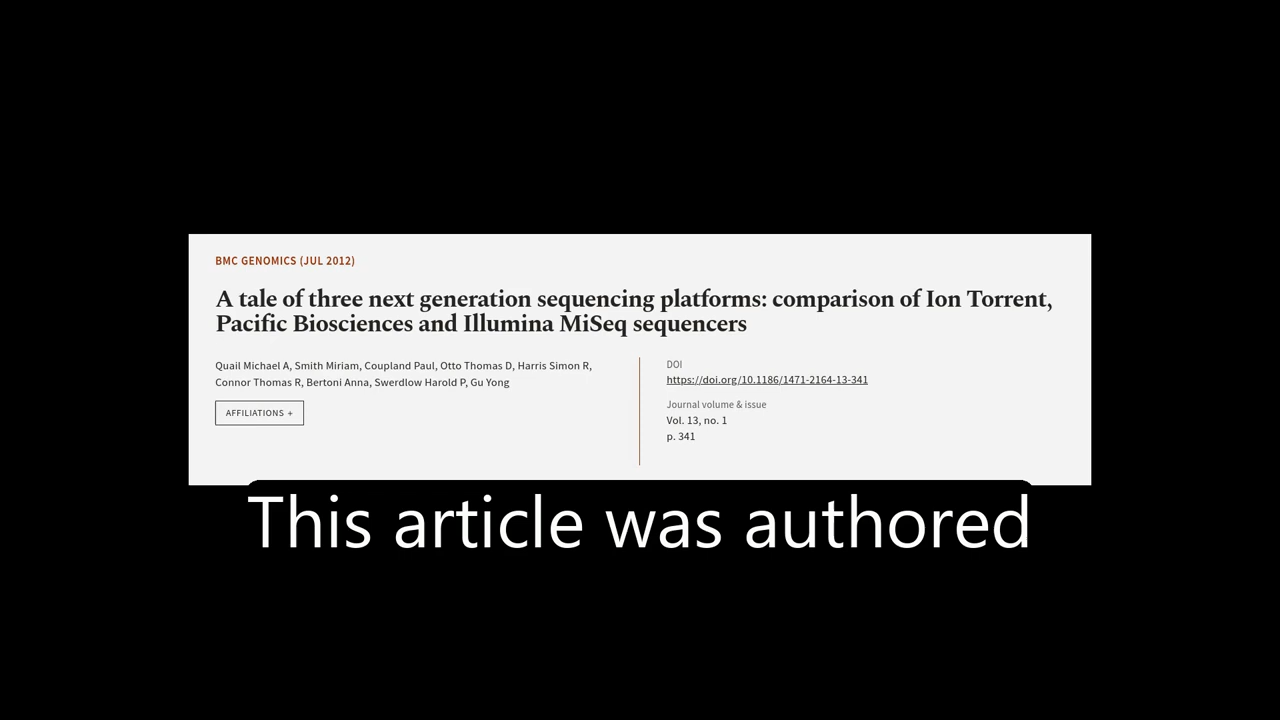 BMC GENOMICS (JUL 2012)
A tale of three next generation sequencing platforms: comparison of Ion Torrent,
Pacific Biosciences and Illumina MiSeq sequencers
Quail Michael A, Smith Miriam, Coupland Paul, Otto Thomas D, Harris Simon R,
Connor Thomas R, Bertoni Anna, Swerdlow Harold P, Gu Yong
AFFILIATIONS +
DOI
https://doi.org/10.1186/1471-2164-13-341
Journal volume & issue
Vol. 13, no. 1
p. 341
This article was authored